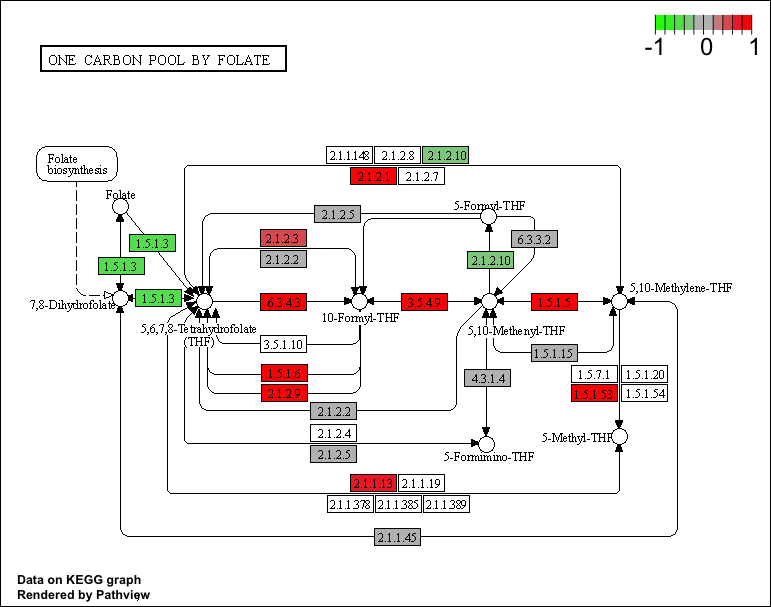 -1 0 1
ONE CARBON POOL BY FOLATE
2.1.1.148 2.1.2.8 2.1.2.10
2.1.2.1 2.1.2.7
Folate
biosynthesis
Folate
5-Formyl-THF
2.1.2.5
1.5.1.3
2.1.2.3
6.3.3.2
2.1.2.2
2.1.2.10
1.5.1.3
5,10-Methylene-THF
1.5.1.3
7,8-Dihydrofolate
6.3.4.3
3.5.4.9
1.5.1.5
10-Formyl-THF
5,6,7,8-Tetrahydrofolate
(THF)
5,10-Methenyl-THF
3.5.1.10
1.5.1.15
1.5.1.6
4.3.1.4
1.5.7.1 1.5.1.20
2.1.2.9
1.5.1.53 1.5.1.54
2.1.2.2
2.1.2.4
5-Methyl-THF
2.1.2.5
5-Formimino-THF
2.1.1.13 2.1.1.19
2.1.1.378 2.1.1.385 2.1.1.389
2.1.1.45
Data on KEGG graph
Rendered by Pathview